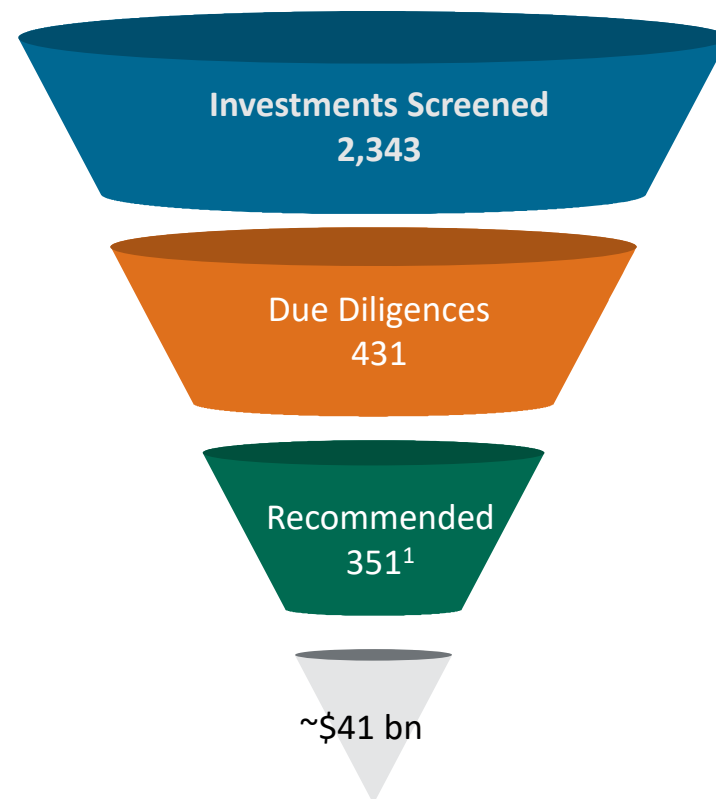 Investments Screened
2,343
Due Diligences
431
Recommended
351¹
~$41 bn